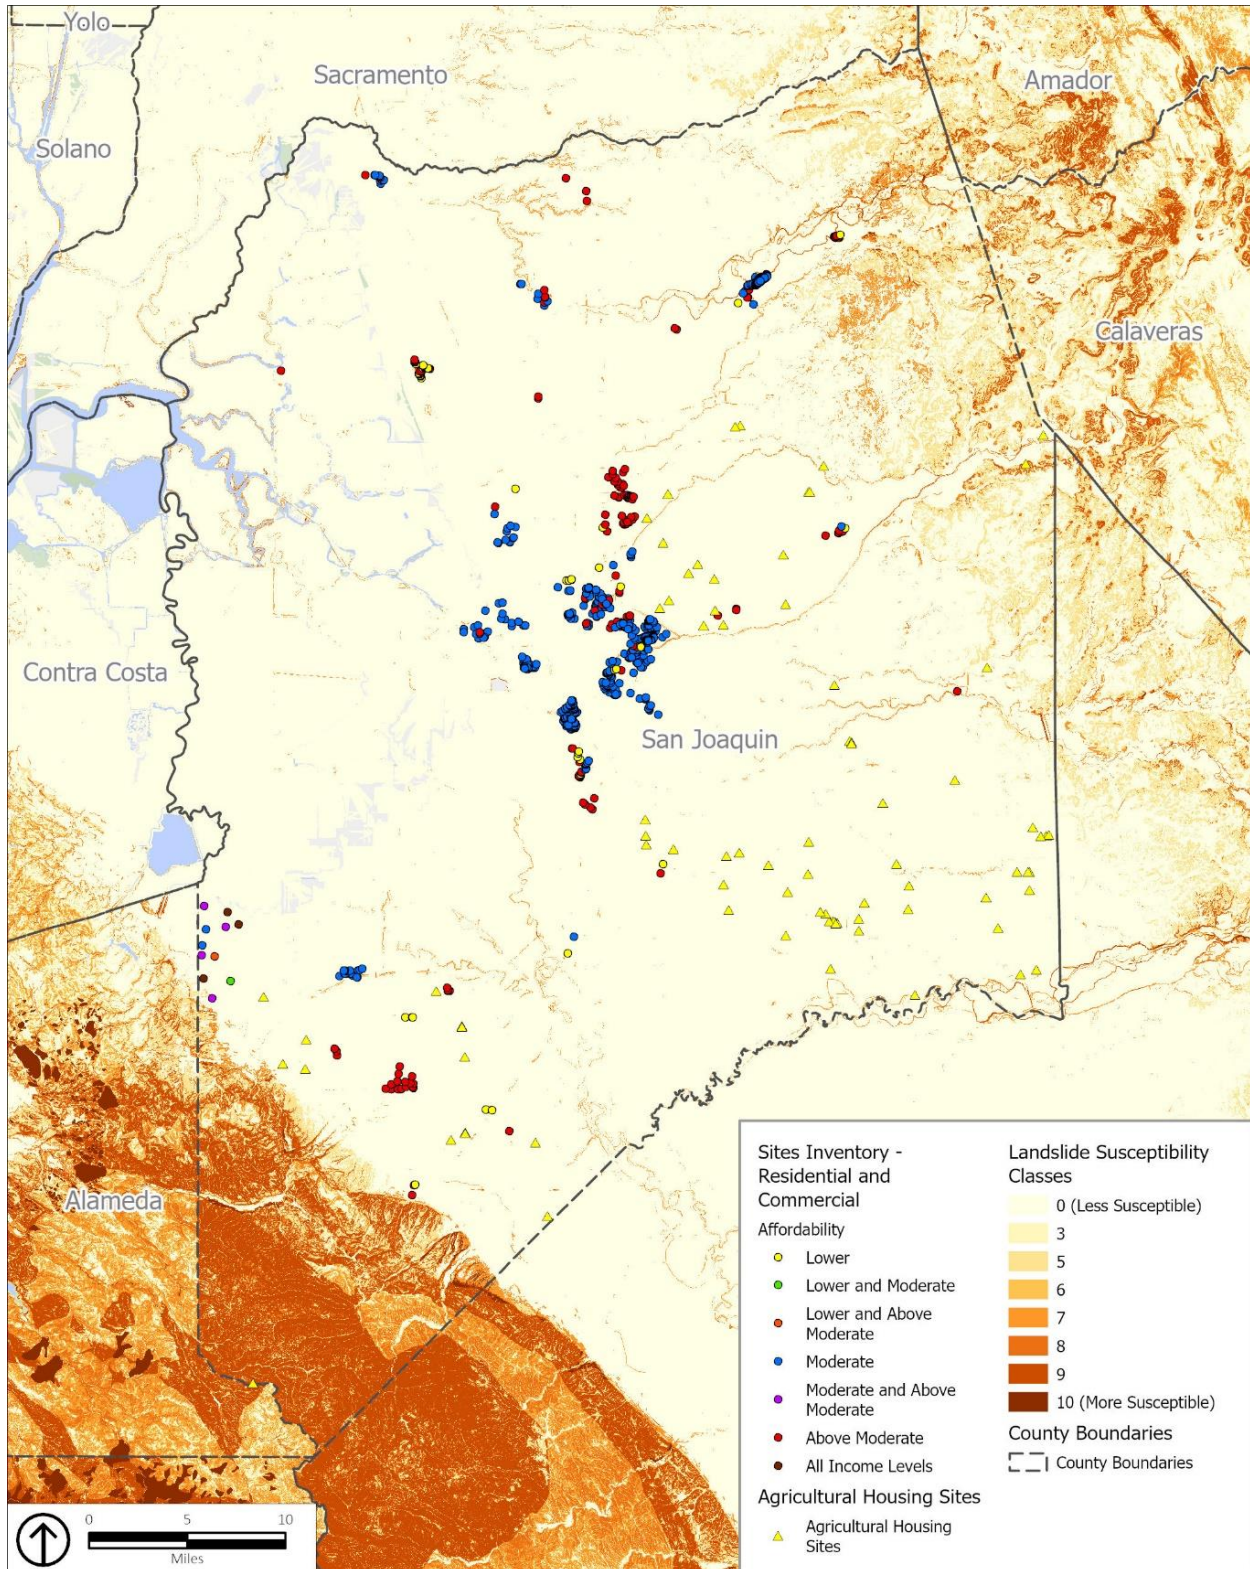 Yolo
Sacramento
Amador
Solano
Calaveras
Contra Costa
San Joaquin
Alameda
Sites Inventory -
Residential and
Commercial
Affordability
Lower
Lower and Moderate
Lower and Above
Moderate
Moderate
Moderate and Above
Moderate
Above Moderate
All Income Levels
Agricultural Housing Sites
Agricultural Housing
Sites
Landslide Susceptibility
Classes
0 (Less Susceptible)
3
5
6
7
8
9
10 (More Susceptible)
County Boundaries
County Boundaries
0 5 10
Miles